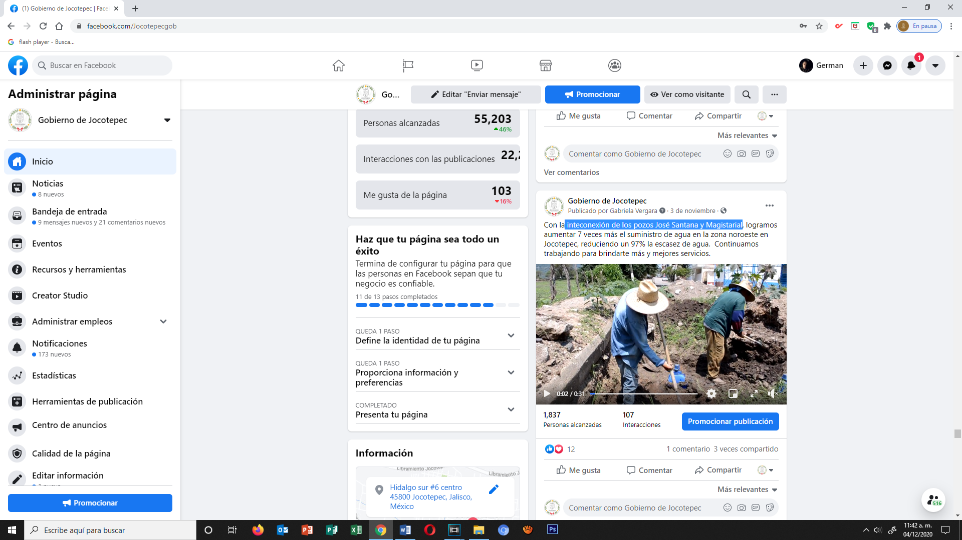 (1) Gobierno de Jocotepec | Face
facebook.com/Jocotepecgob
En pausa
flash player - Busca...
Buscar en Facebook
German
1
Administrar página
Gobierno de Jocotepec
Inicio
Noticias
8 nuevos
Bandeja de entrada
9 mensajes nuevos y 21 comentarios nuevos
Eventos
Recursos y herramientas
Creator Studio
Administrar empleos
Notificaciones
173 nuevos
Estadísticas
Herramientas de publicación
Centro de anuncios
Calidad de la página
Editar información
Promocionar
Go...
Editar "Enviar mensaje"
Promocionar
Ver como visitante
Personas alcanzadas
55,203
46%
Interacciones con las publicaciones
22,2
Me gusta de la página
103
16%
Haz que tu página sea todo un
éxito
Termina de configurar tu página para que
las personas en Facebook sepan que tu
negocio es confiable.
11 de 13 pasos completados
QUEDA 1 PASO
Define la identidad de tu página
QUEDA 1 PASO
Proporciona información y
preferencias
COMPLETADO
Presenta tu página
Información
Libramiento Jocotepec
Hidalgo sur #6 centro
45800 Jocotepec, Jalisco,
México
Me gusta
Comentar
Compartir
Más relevantes
Comentar como Gobierno de Jocotepec
Ver comentarios
Gobierno de Jocotepec
Publicado por Gabriela Vergara · 3 de noviembre ·
Con la inteconexión de los pozos José Santana y Magisterial, logramos
aumentar 7 veces más el suministro de agua en la zona noroeste en
Jocotepec, reduciendo un 97% la escasez de agua. Continuamos
trabajando para brindarte más y mejores servicios.
0:02 / 0:31
1,837
Personas alcanzadas
107
Interacciones
Promocionar publicación
12
1 comentario 3 veces compartido
Me gusta
Comentar
Compartir
Más relevantes
Comentar como Gobierno de Jocotepec
Escribe aquí para buscar
11:42 a. m.
04/12/2020